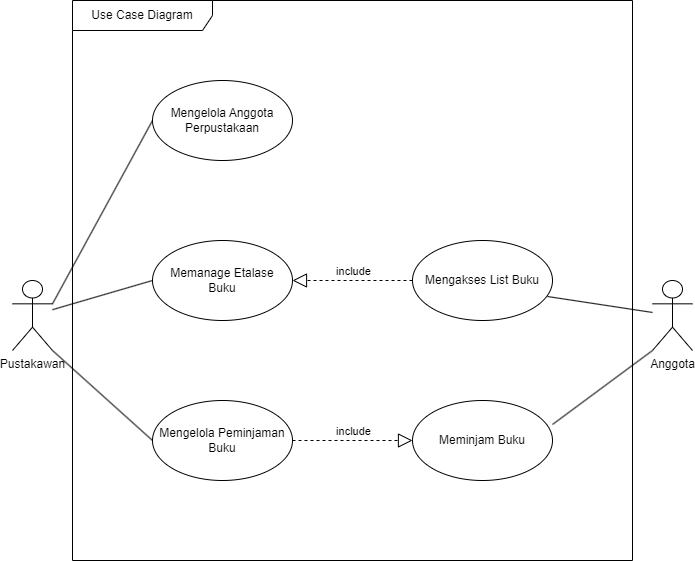 Use Case Diagram
Mengelola Anggota
Perpustakaan
Memanage Etalase
Buku
include
Mengakses List Buku
Pustakawan
Anggota
Mengelola Peminjaman
Buku
include
Meminjam Buku